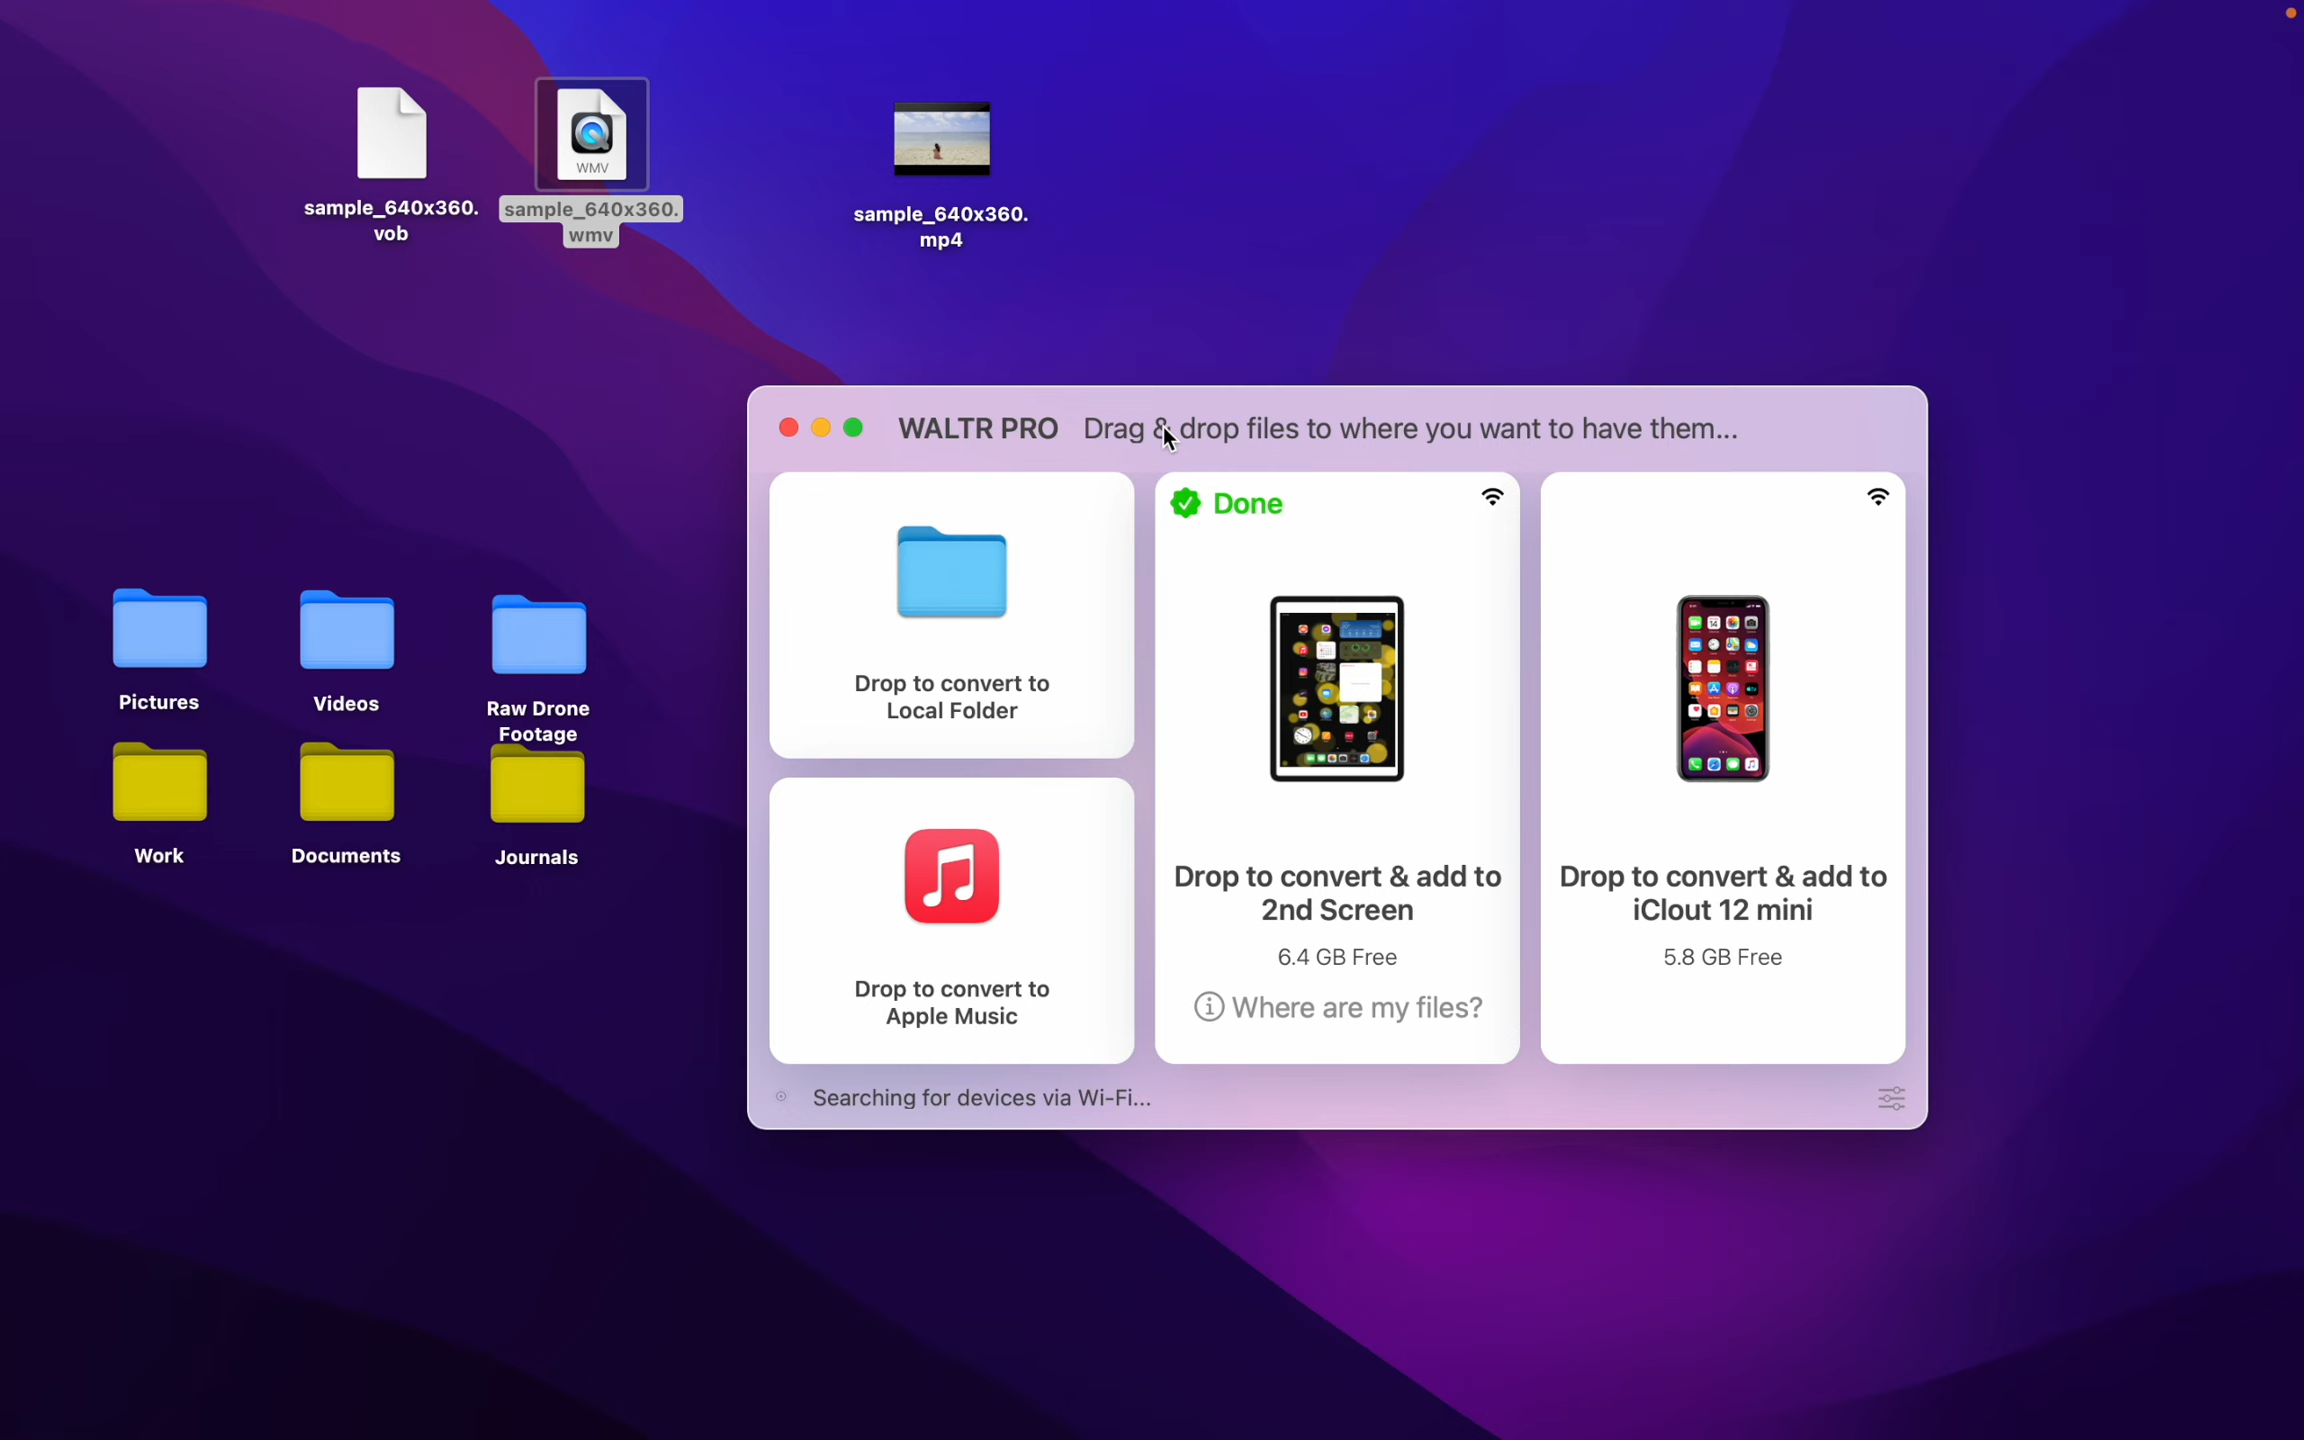 sample_640x360.
vob
WMV
sample_640x360.
wmv
sample_640x360.
mp4
WALTR PRO Drag & drop files to where you want to have them...
Drop to convert to
Local Folder
Drop to convert to
Apple Music
Done
Drop to convert & add to
2nd Screen
6.4 GB Free
Where are my files?
Drop to convert & add to
iClout 12 mini
5.8 GB Free
Searching for devices via Wi-Fi...
Pictures
Videos
Raw Drone
Footage
Work
Documents
Journals